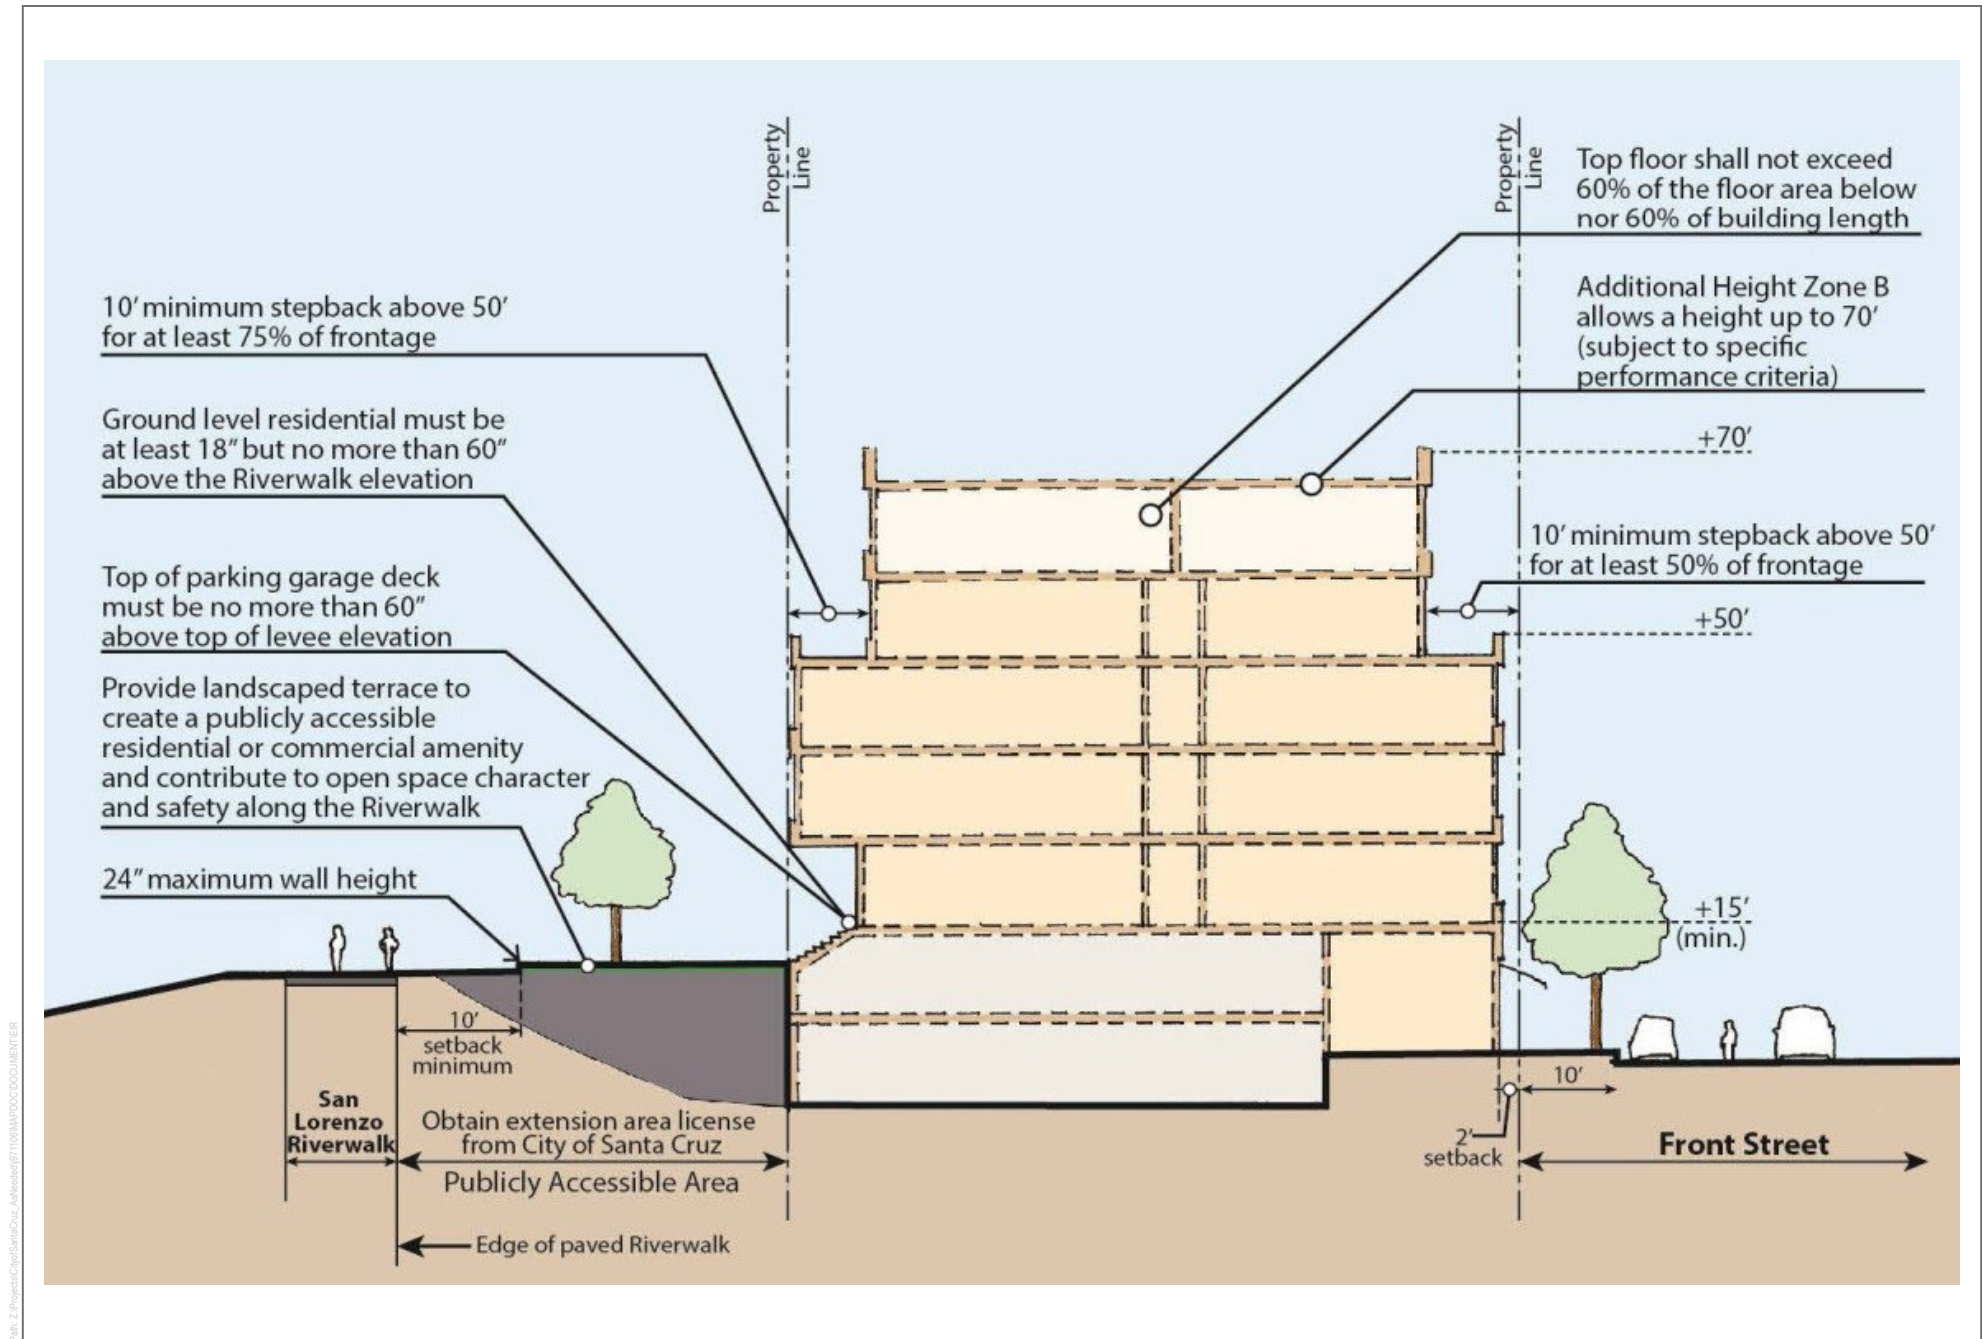 Property
Line
Property
Line
Top floor shall not exceed
60% of the floor area below
nor 60% of building length
Additional Height Zone B
allows a height up to 70’
(subject to specific
performance criteria)
+70’
10’ minimum stepback above 50’
for at least 50% of frontage
+50’
+15’
(min.)
10’ minimum stepback above 50’
for at least 75% of frontage
Ground level residential must be
at least 18” but no more than 60”
above the Riverwalk elevation
Top of parking garage deck
must be no more than 60”
above top of levee elevation
Provide landscaped terrace to
create a publicly accessible
residential or commercial amenity
and contribute to open space character
and safety along the Riverwalk
24” maximum wall height
10’
setback
minimum
San
Lorenzo
Riverwalk
Obtain extension area license
from City of Santa Cruz
Publicly Accessible Area
Edge of paved Riverwalk
10’
2’
setback
Front Street